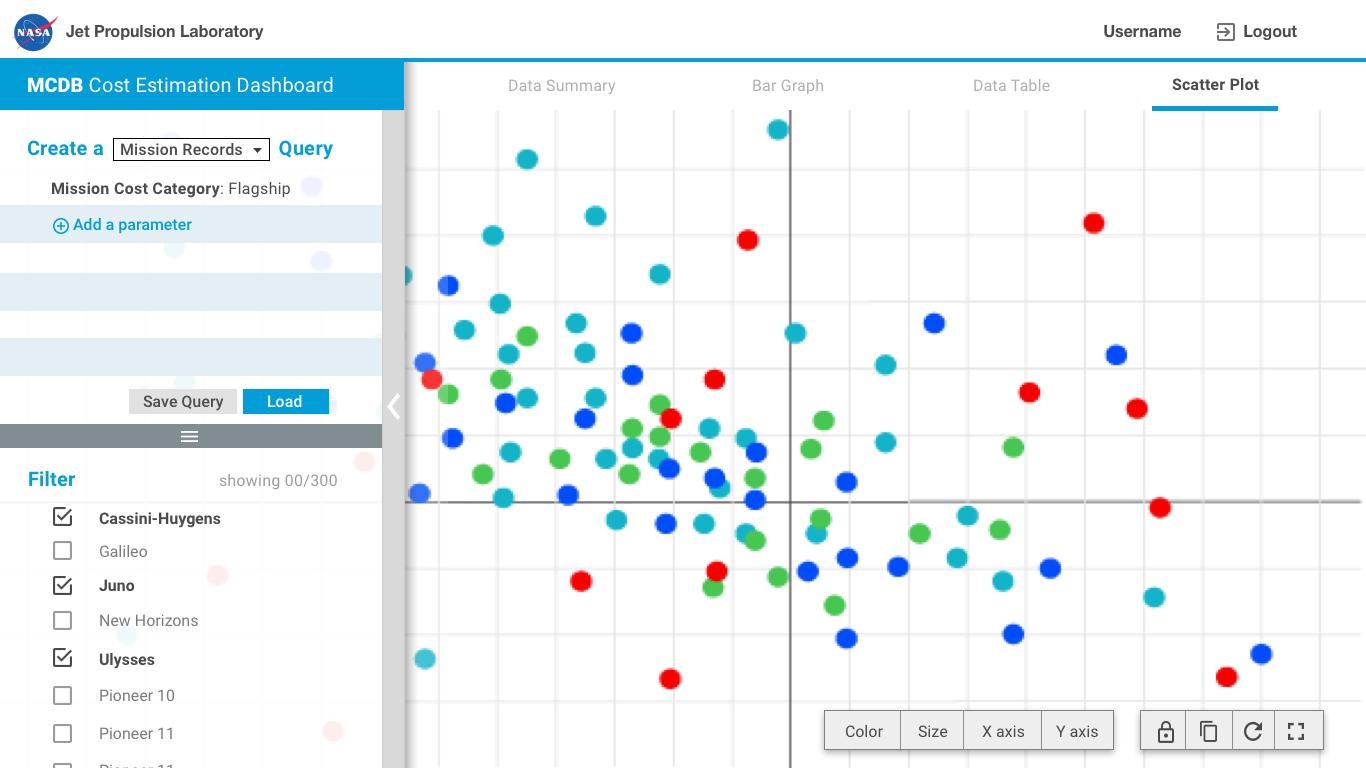 NASA
Jet Propulsion Laboratory
Username
Logout
MCDB Cost Estimation Dashboard
Data Summary
Bar Graph
Data Table
Scatter Plot
Create a Mission Records Query
Mission Cost Category: Flagship
Add a parameter
Save Query
Load
Filter
showing 00/300
Cassini-Huygens
Galileo
Juno
New Horizons
Ulysses
Pioneer 10
Pioneer 11
Pioneer 11
Color
Size
X axis
Y axis